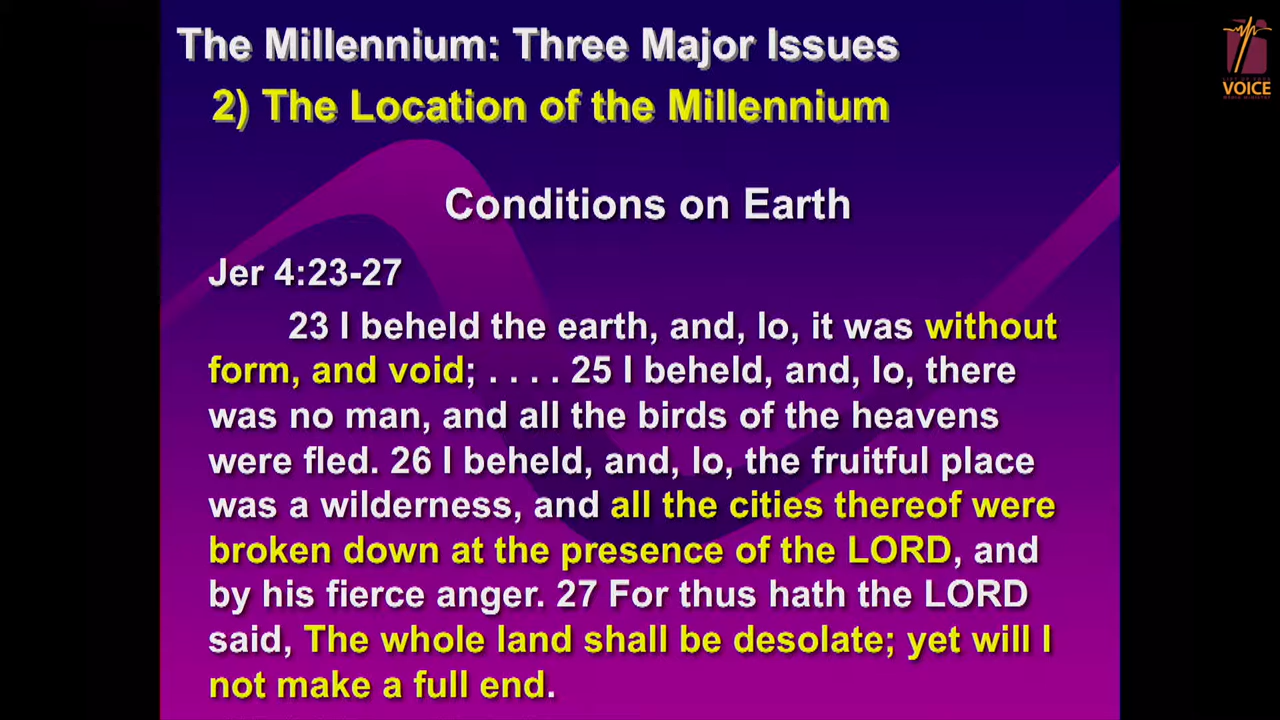 The Millennium: Three Major Issues
2) The Location of the Millennium
VOICE
Conditions on Earth
Jer 4:23-27
23 I beheld the earth, and, lo, it was without
form, and void; . . . . 25 I beheld, and, lo, there
was no man, and all the birds of the heavens
were fled. 26 I beheld, and, lo, the fruitful place
was a wilderness, and all the cities thereof were
broken down at the presence of the LORD, and
by his fierce anger. 27 For thus hath the LORD
said, The whole land shall be desolate; yet will I
not make a full end.